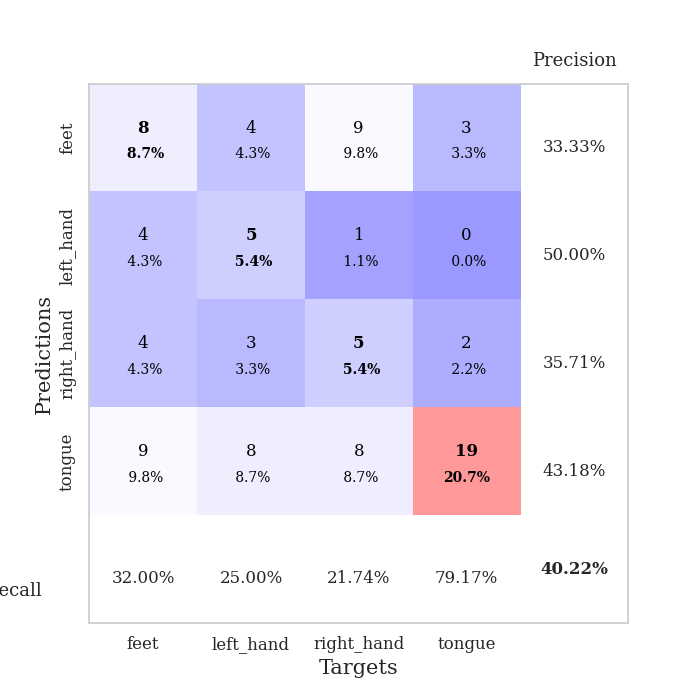 Precision
feet
8 4 9 3
8.7% 4.3% 9.8% 3.3%
33.33%
left_hand
4 5 1 0
4.3% 5.4% 1.1% 0.0%
50.00%
Predictions
right_hand
4 3 5 2
4.3% 3.3% 5.4% 2.2%
35.71%
tongue
9 8 8 19
9.8% 8.7% 8.7% 20.7%
43.18%
ecall
32.00% 25.00% 21.74% 79.17% 40.22%
feet left_hand right_hand tongue
Targets